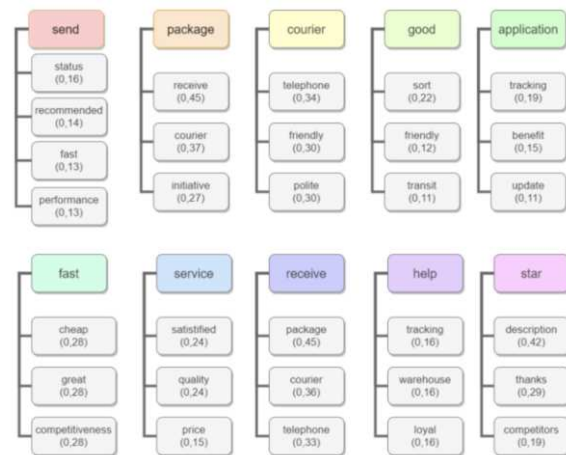 send
status
(0,16)
recommended
(0,14)
fast
(0,13)
performance
(0,13)
package
receive
(0,45)
courier
(0,37)
initiative
(0,27)
courier
telephone
(0,34)
friendly
(0,30)
polite
(0,30)
good
sort
(0,22)
friendly
(0,12)
transit
(0,11)
application
tracking
(0,19)
benefit
(0,15)
update
(0,11)
fast
cheap
(0,28)
great
(0,28)
competitiveness
(0,28)
service
satistified
(0,24)
quality
(0,24)
price
(0,15)
receive
package
(0,45)
courier
(0,36)
telephone
(0,33)
help
tracking
(0,16)
warehouse
(0,16)
loyal
(0,16)
star
description
(0,42)
thanks
(0,29)
competitors
(0,19)